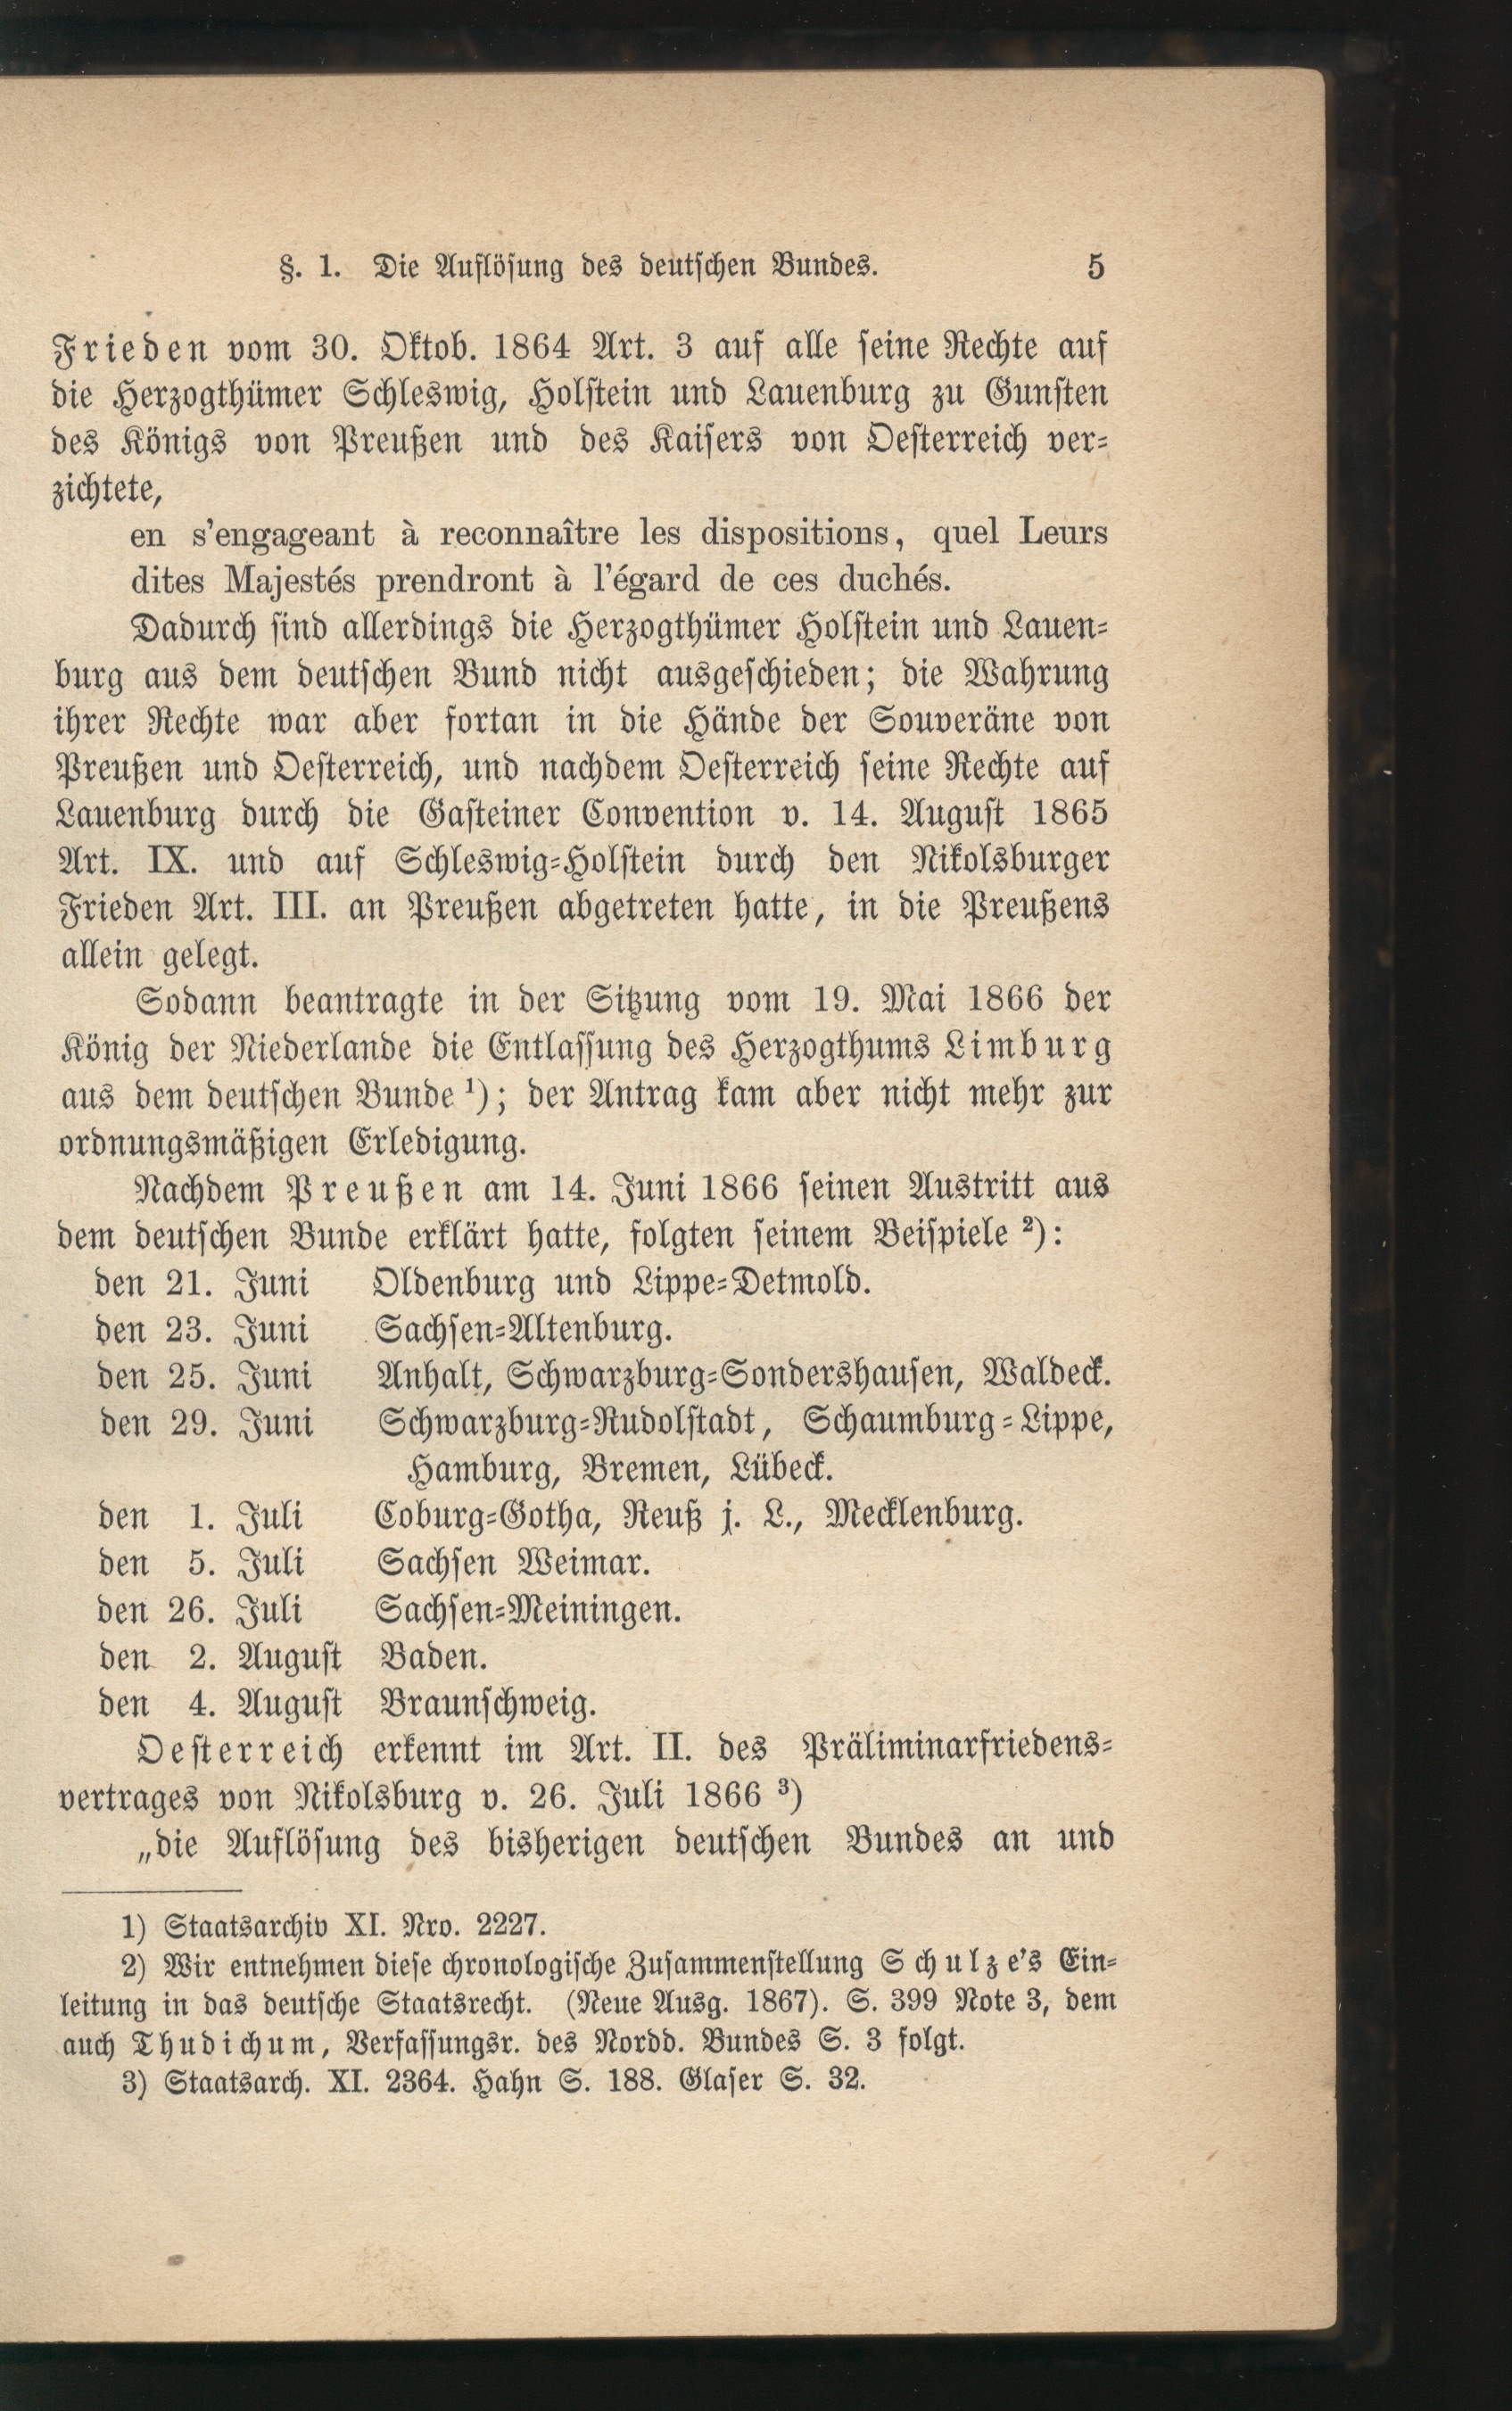 §. 1. Die Auflösung des deutschen Bundes. 5
Frieden vom 30. Oktob. 1864 Art. 3 auf alle seine Rechte auf
die Herzogthümer Schleswig, Holstein und Lauenburg zu Gunsten
des Königs von Preußen und des Kaisers von Oesterreich ver-
zichtete,
en s'engageant à reconnaître les dispositions, quel Leurs
dites Majestés prendront à l'égard de ces duchés.
Dadurch sind allerdings die Herzogthümer Holstein und Lauen-
burg aus dem deutschen Bund nicht ausgeschieden; die Wahrung
ihrer Rechte war aber fortan in die Hände der Souveräne von
Preußen und Oesterreich, und nachdem Oesterreich seine Rechte auf
Lauenburg durch die Gasteiner Convention v. 14. August 1865
Art. IX. und auf Schleswig-Holstein durch den Nikolsburger
Frieden Art. III. an Preußen abgetreten hatte, in die Preußens
allein gelegt.
Sodann beantragte in der Sitzung vom 19. Mai 1866 der
König der Niederlande die Entlassung des Herzogthums Limburg
aus dem deutschen Bunde ¹); der Antrag kam aber nicht mehr zur
ordnungsmäßigen Erledigung.
Nachdem Preußen am 14. Juni 1866 seinen Austritt aus
dem deutschen Bunde erklärt hatte, folgten seinem Beispiele ²):
den 21. Juni Oldenburg und Lippe-Detmold.
den 23. Juni Sachsen-Altenburg.
den 25. Juni Anhalt, Schwarzburg-Sondershausen, Waldeck.
den 29. Juni Schwarzburg-Rudolstadt, Schaumburg-Lippe,
Hamburg, Bremen, Lübeck.
den 1. Juli Coburg-Gotha, Reuß j. L., Mecklenburg.
den 5. Juli Sachsen Weimar.
den 26. Juli Sachsen-Meiningen.
den 2. August Baden.
den 4. August Braunschweig.
Oesterreich erkennt im Art. II. des Präliminarfriedens-
vertrages von Nikolsburg v. 26. Juli 1866 ³)
„die Auflösung des bisherigen deutschen Bundes an und
1) Staatsarchiv XI. Nro. 2227.
2) Wir entnehmen diese chronologische Zusammenstellung Schulze's Ein-
leitung in das deutsche Staatsrecht. (Neue Ausg. 1867). S. 399 Note 3, dem
auch Thudichum, Verfassungsr. des Nordd. Bundes S. 3 folgt.
3) Staatsarch. XI. 2364. Hahn S. 188. Glaser S. 32.